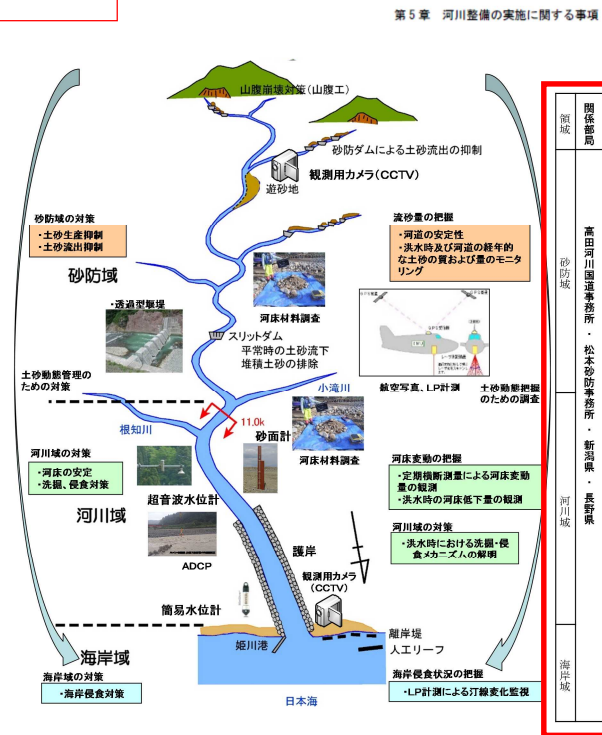 第5章 河川整備の実施に関する事項
山腹崩壊対策(山腹工)
砂防ダムによる土砂流出の抑制
観測用カメラ(CCTV)
遊砂地
砂防域の対策
・土砂生産抑制
・土砂流出抑制
砂防域
・透過型堰堤
流砂量の把握
・河道の安定性
・洪水時及び河道の経年的
な土砂の質および量のモニタ
リング
河床材料調査
スリットダム
平常時の土砂流下
堆積土砂の排除
航空写真、LP計測
土砂動態把握
のための調査
土砂動態管理の
ための対策
小滝川
根知川
11.0k
砂面計
河床材料調査
河川域の対策
・河床の安定
・洗掘、侵食対策
超音波水位計
河川域
ADCP
河床変動の把握
・定期横断測量による河床変動
量の観測
・洪水時の河床低下量の観測
河川域の対策
・洪水時における洗掘・侵
食メカニズムの解明
護岸
観測用カメラ
(CCTV)
簡易水位計
姫川港
離岸堤
人工リーフ
海岸域
海岸域の対策
・海岸侵食対策
日本海
海岸侵食状況の把握
・LP計測による汀線変化監視
領域
関係部局
砂防域
河川域
海岸域
高田河川国道事務所・松本砂防事務所・新潟県・長野県